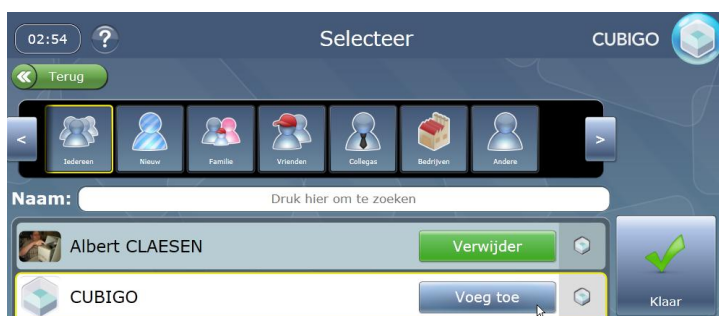 02:54
?
Selecteer
CUBIGO
Terug
<
Iedereen
Nieuw
Familie
Vrienden
Collegas
Bedrijven
Andere
>
Naam:
Druk hier om te zoeken
Albert CLAESEN
Verwijder
CUBIGO
Voeg toe
Klaar